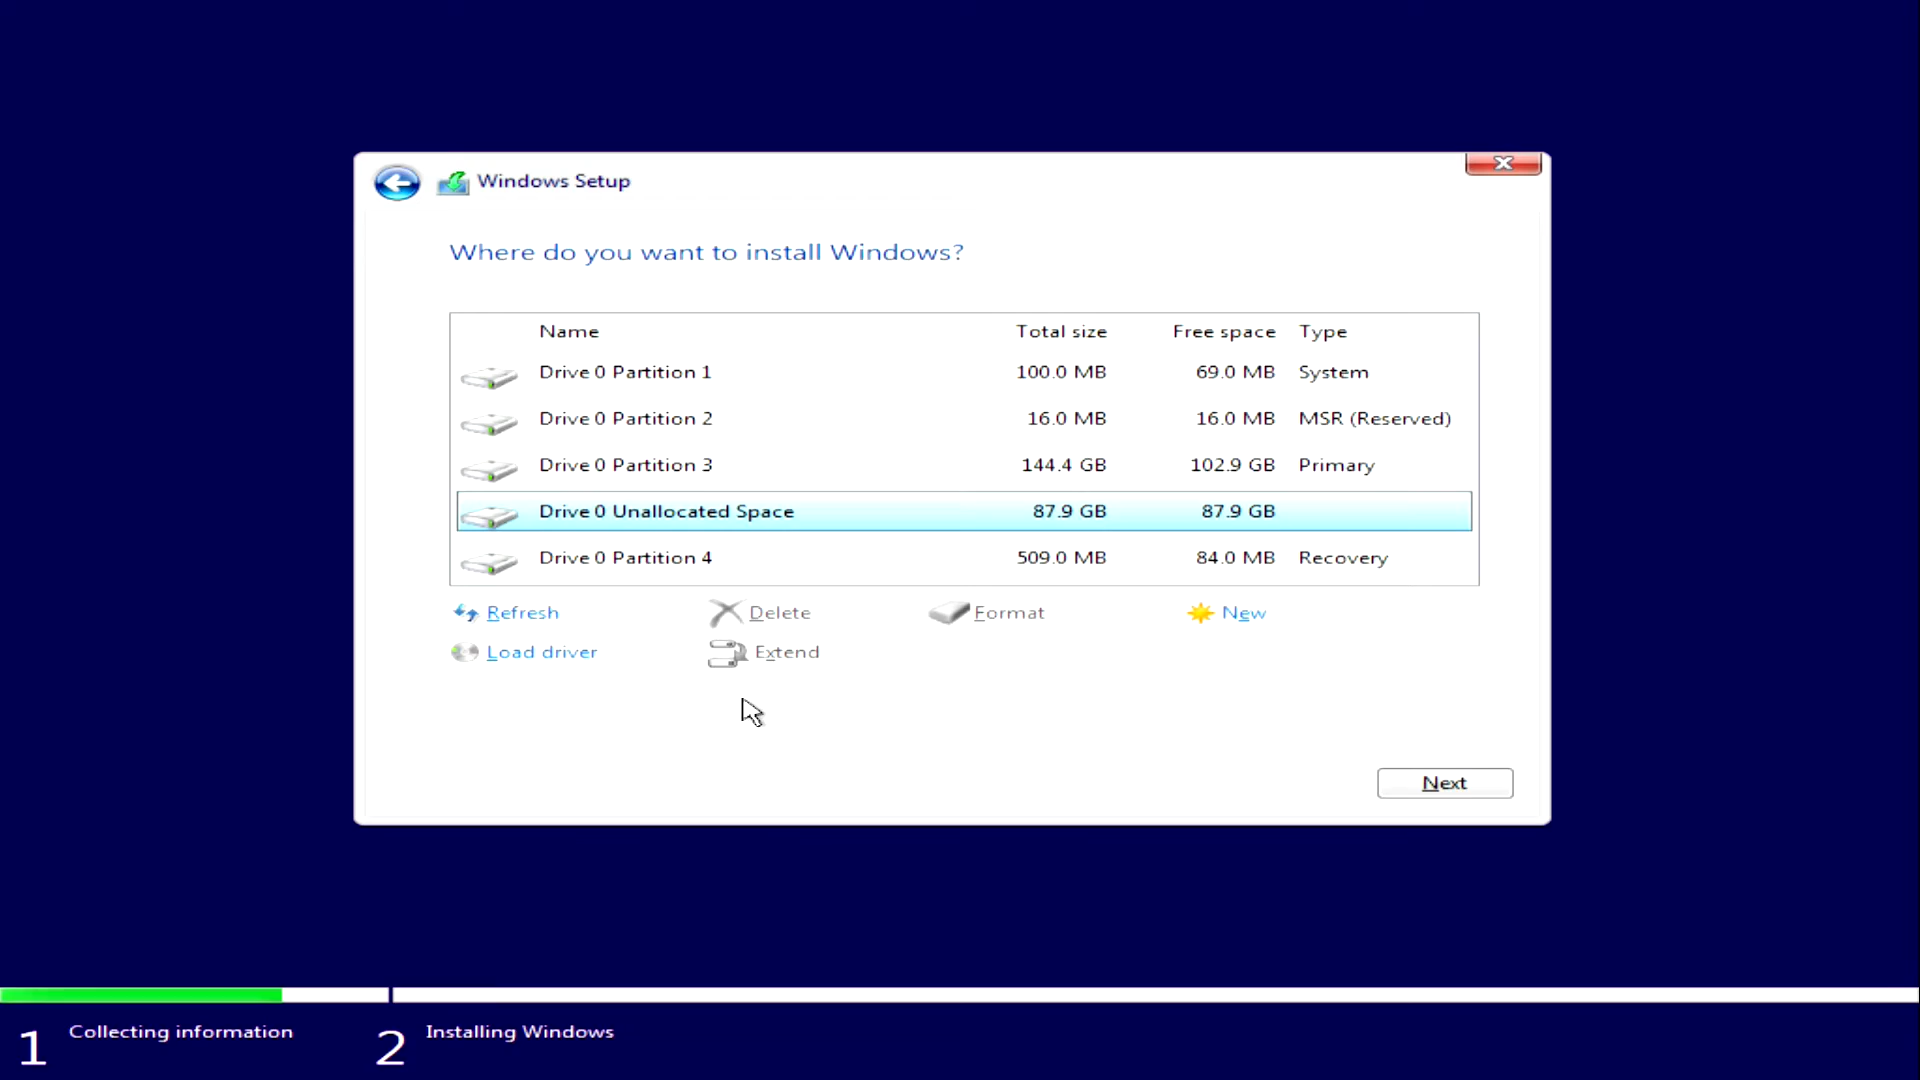 Windows Setup
Where do you want to install Windows?
Name Total size Free space Type
Drive 0 Partition 1 100.0 MB 69.0 MB System
Drive 0 Partition 2 16.0 MB 16.0 MB MSR (Reserved)
Drive 0 Partition 3 144.4 GB 102.9 GB Primary
Drive 0 Unallocated Space 87.9 GB 87.9 GB
Drive 0 Partition 4 509.0 MB 84.0 MB Recovery
Refresh Delete Format New
Load driver Extend
Next
1 Collecting information 2 Installing Windows